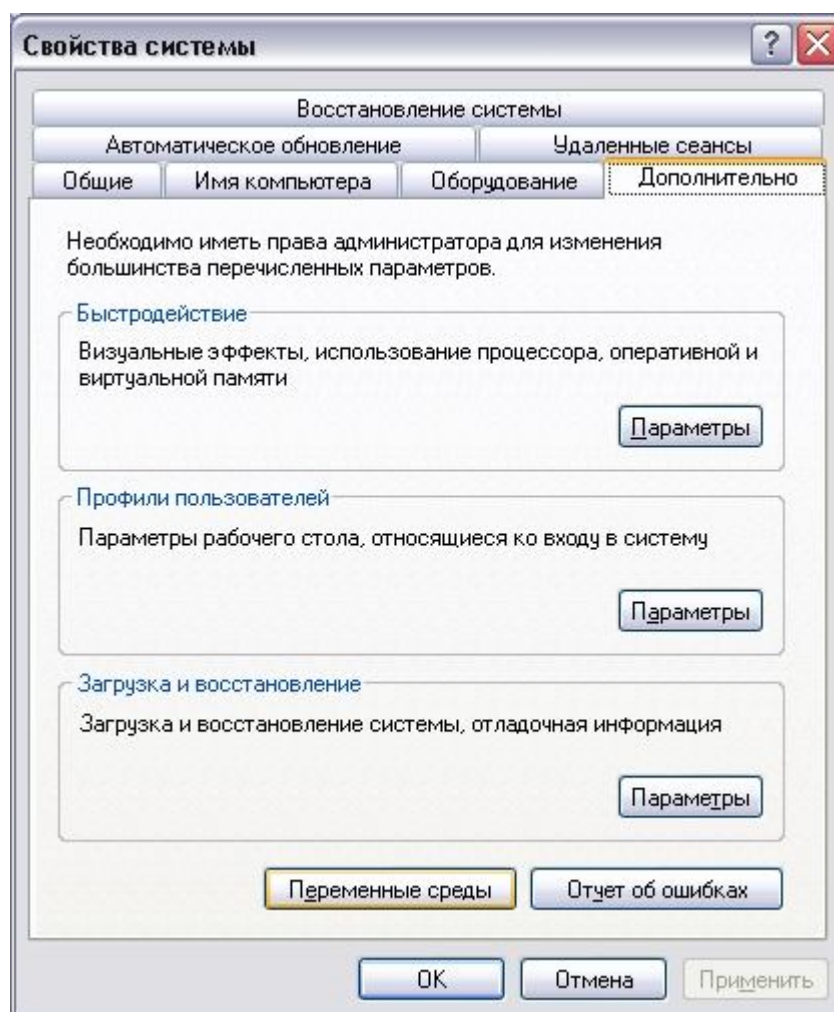 Свойства системы
Восстановление системы
Автоматическое обновление Удаленные сеансы
Общие Имя компьютера Оборудование Дополнительно
Необходимо иметь права администратора для изменения
большинства перечисленных параметров.
Быстродействие
Визуальные эффекты, использование процессора, оперативной и
виртуальной памяти
Параметры
Профили пользователей
Параметры рабочего стола, относящиеся ко входу в систему
Параметры
Загрузка и восстановление
Загрузка и восстановление системы, отладочная информация
Параметры
Переменные среды Отчет об ошибках
OK Отмена Применить